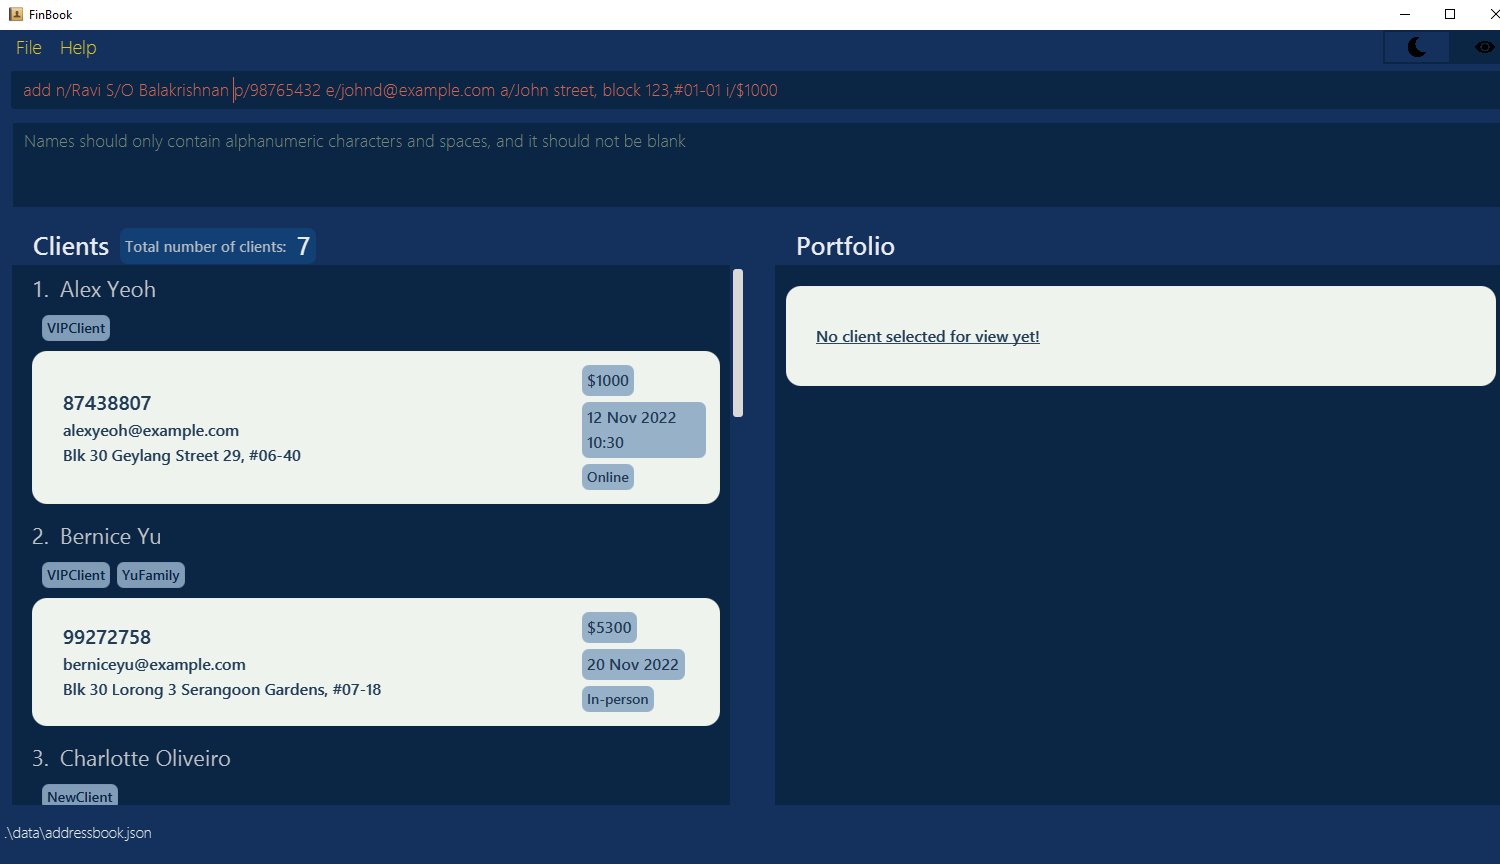 FinBook
File Help
add n/Ravi S/O Balakrishnan p/98765432 e/johnd@example.com a/John street, block 123,#01-01 i/$1000
Names should only contain alphanumeric characters and spaces, and it should not be blank
Clients Total number of clients: 7
1. Alex Yeoh
VIPClient
87438807
alexyeoh@example.com
Blk 30 Geylang Street 29, #06-40
$1000
12 Nov 2022
10:30
Online
2. Bernice Yu
VIPClient YuFamily
99272758
berniceyu@example.com
Blk 30 Lorong 3 Serangoon Gardens, #07-18
$5300
20 Nov 2022
In-person
3. Charlotte Oliveiro
NewClient
Portfolio
No client selected for view yet!
.\data\addressbook.json